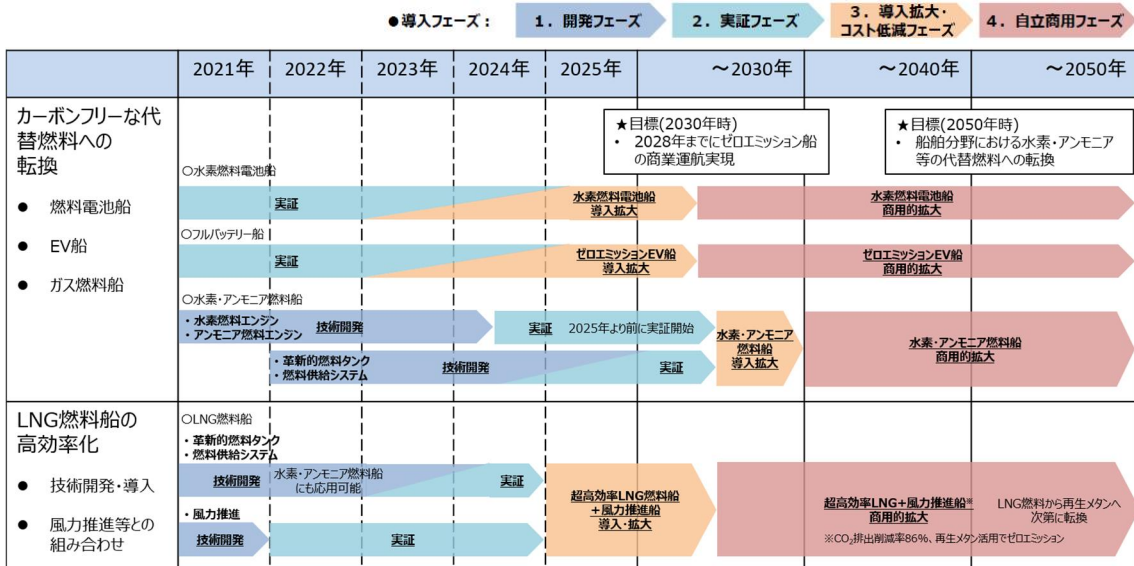 ●導入フェーズ：
1．開発フェーズ
2．実証フェーズ
3．導入拡大・
コスト低減フェーズ
4．自立商用フェーズ
2021年
2022年
2023年
2024年
2025年
～2030年
～2040年
～2050年
カーボンフリーな代
替燃料への
転換
● 燃料電池船
● EV船
● ガス燃料船
★目標(2030年時)
• 2028年までにゼロエミッション船
の商業運航実現
★目標(2050年時)
• 船舶分野における水素・アンモニア
等の代替燃料への転換
○水素燃料電池船
実証
水素燃料電池船
導入拡大
水素燃料電池船
商用的拡大
○フルバッテリー船
実証
ゼロエミッションEV船
導入拡大
ゼロエミッションEV船
商用的拡大
○水素・アンモニア燃料船
・水素燃料エンジン
・アンモニア燃料エンジン
技術開発
実証
2025年より前に実証開始
・革新的燃料タンク
・燃料供給システム
技術開発
実証
水素・アンモニア
燃料船
導入拡大
水素・アンモニア燃料船
商用的拡大
LNG燃料船の
高効率化
● 技術開発・導入
● 風力推進等との
組み合わせ
○LNG燃料船
・革新的燃料タンク
・燃料供給システム
技術開発
水素・アンモニア燃料船
にも応用可能
実証
・風力推進
技術開発
実証
超高効率LNG燃料船
＋風力推進船
導入・拡大
超高効率LNG+風力推進船※
商用的拡大
LNG燃料から再生メタンへ
次第に転換
※CO₂排出削減率86%、再生メタン活用でゼロエミッション